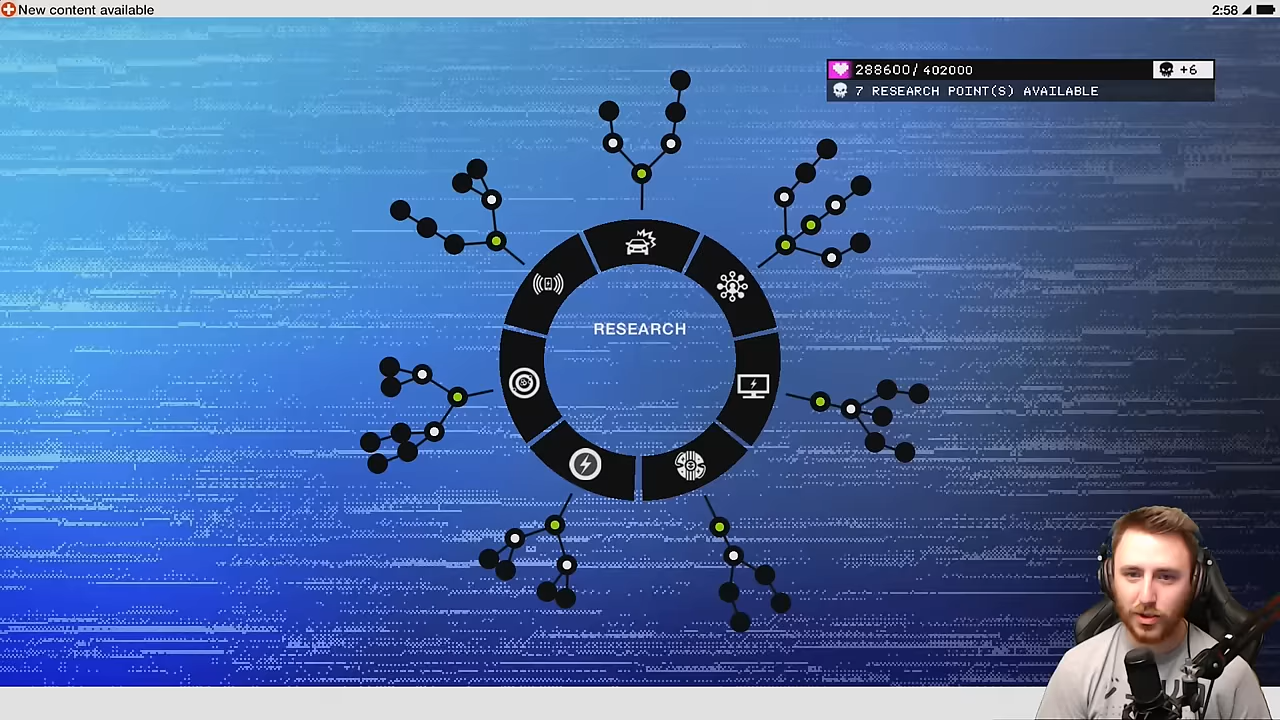 New content available
2:58
288600/402000
+6
7 RESEARCH POINT(S) AVAILABLE
RESEARCH